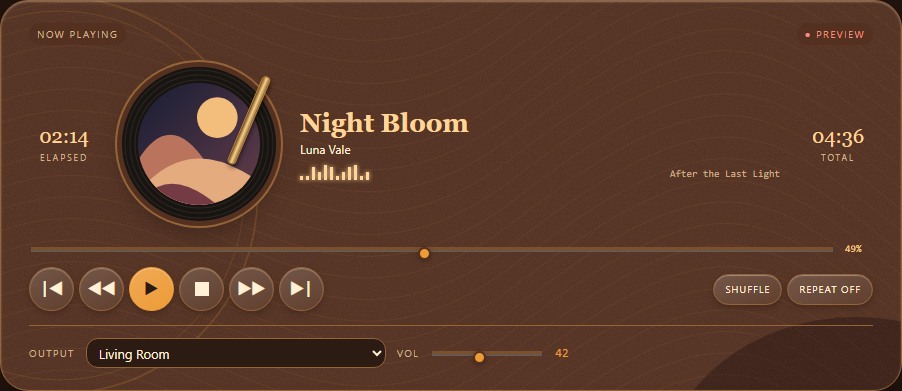 NOW PLAYING
PREVIEW
02:14
ELAPSED
Night Bloom
Luna Vale
After the Last Light
04:36
TOTAL
49%
SHUFFLE
REPEAT OFF
OUTPUT
Living Room
VOL
42